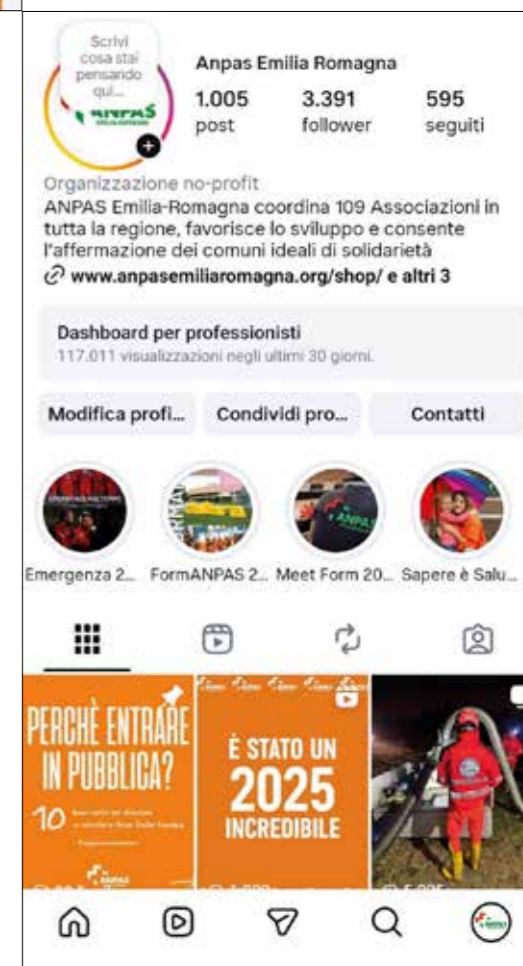 Scrivi
cosa stai
pensando
qui...
ANPAS
Anpas Emilia Romagna
1.005 3.391 595
post follower seguiti
Organizzazione no-profit
ANPAS Emilia-Romagna coordina 109 Associazioni in
tutta la regione, favorisce lo sviluppo e consente
l'affermazione dei comuni ideali di solidarietà
www.anpasemiliaromagna.org/shop/ e altri 3
Dashboard per professionisti
117.011 visualizzazioni negli ultimi 30 giorni.
Modifica profi... Condividi pro... Contatti
ANPAS
Emergenza 2... FormANPAS 2... Meet Form 20... Sapere è Salu...
PERCHÈ ENTRARE
IN PUBBLICA?
10
ANPAS
È STATO UN
2025
INCREDIBILE